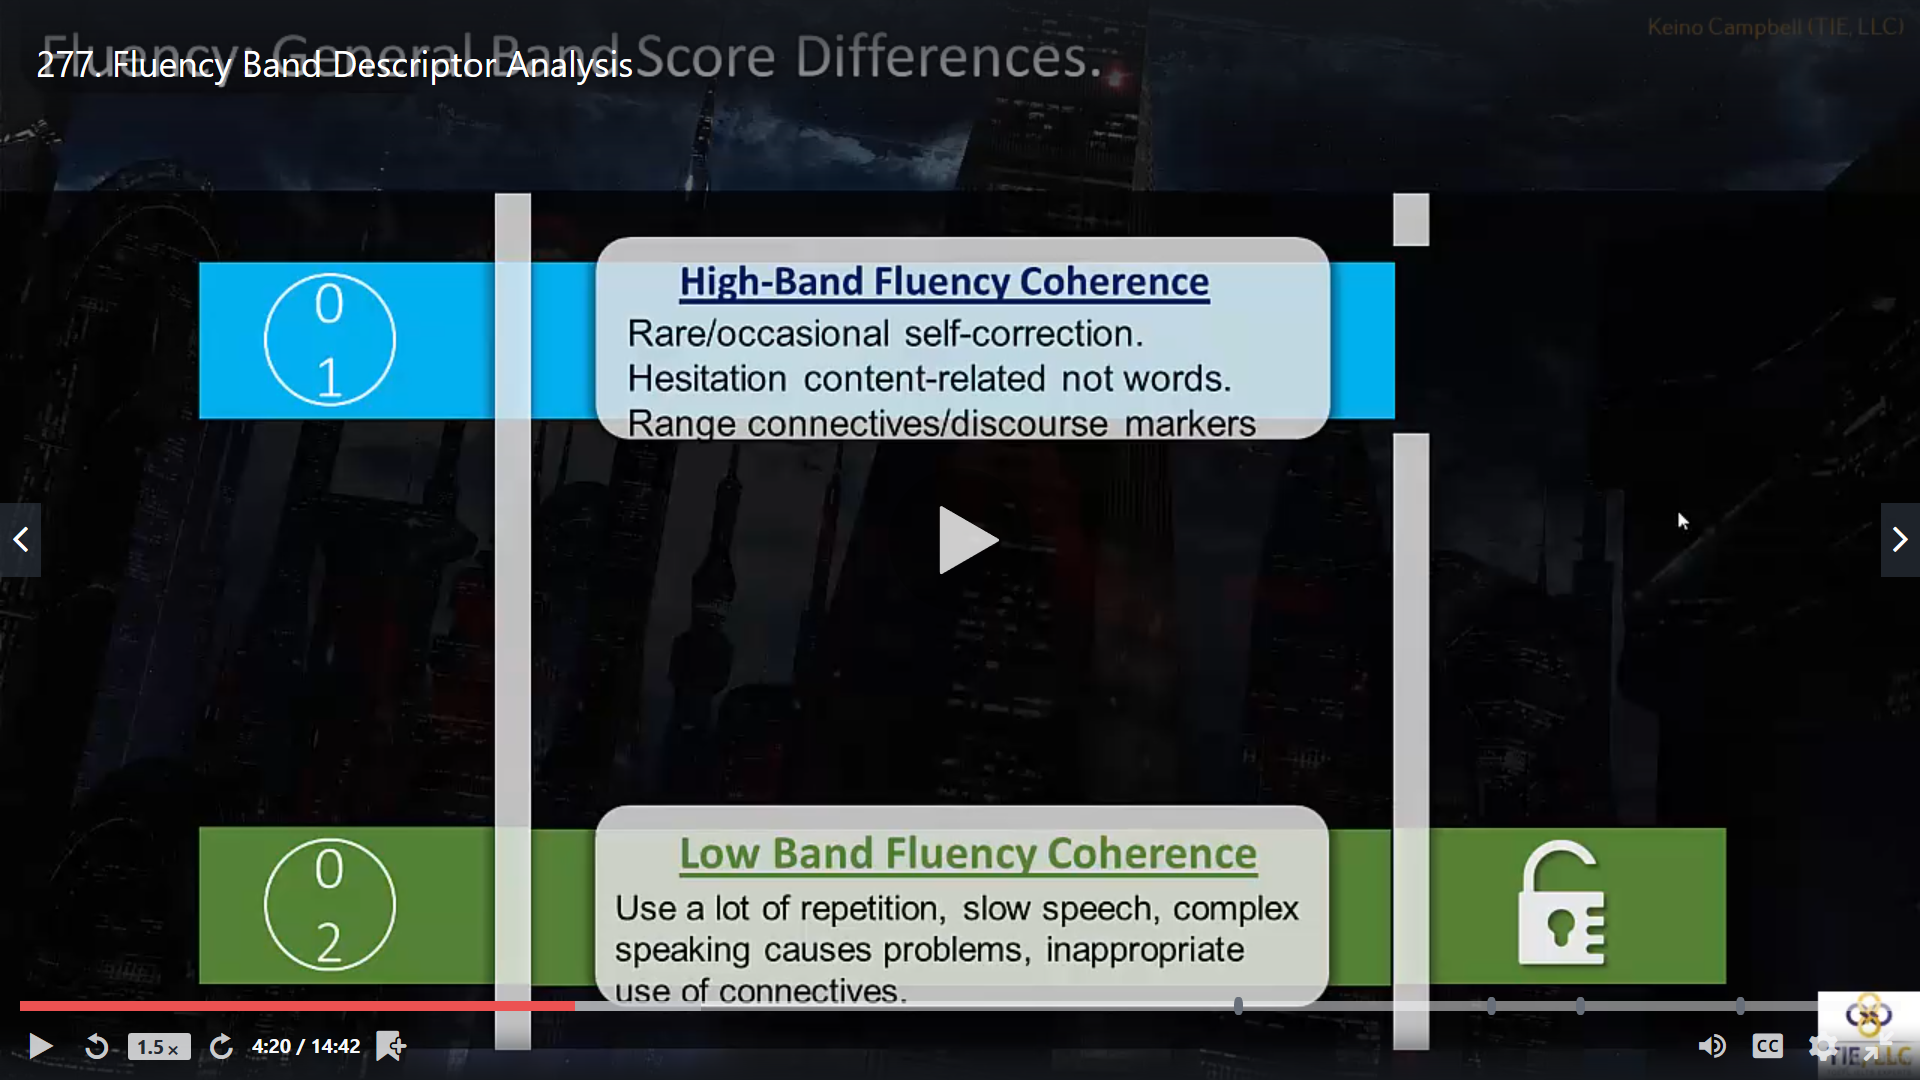 Keino Campbell (TIE, LLC)
Fluency: General Band Score Differences.
277. Fluency Band Descriptor Analysis
0
1
High-Band Fluency Coherence
Rare/occasional self-correction.
Hesitation content-related not words.
Range connectives/discourse markers
0
2
Low Band Fluency Coherence
Use a lot of repetition, slow speech, complex
speaking causes problems, inappropriate
use of connectives.
1.5×
4:20 / 14:42
CC
TIE, LLC